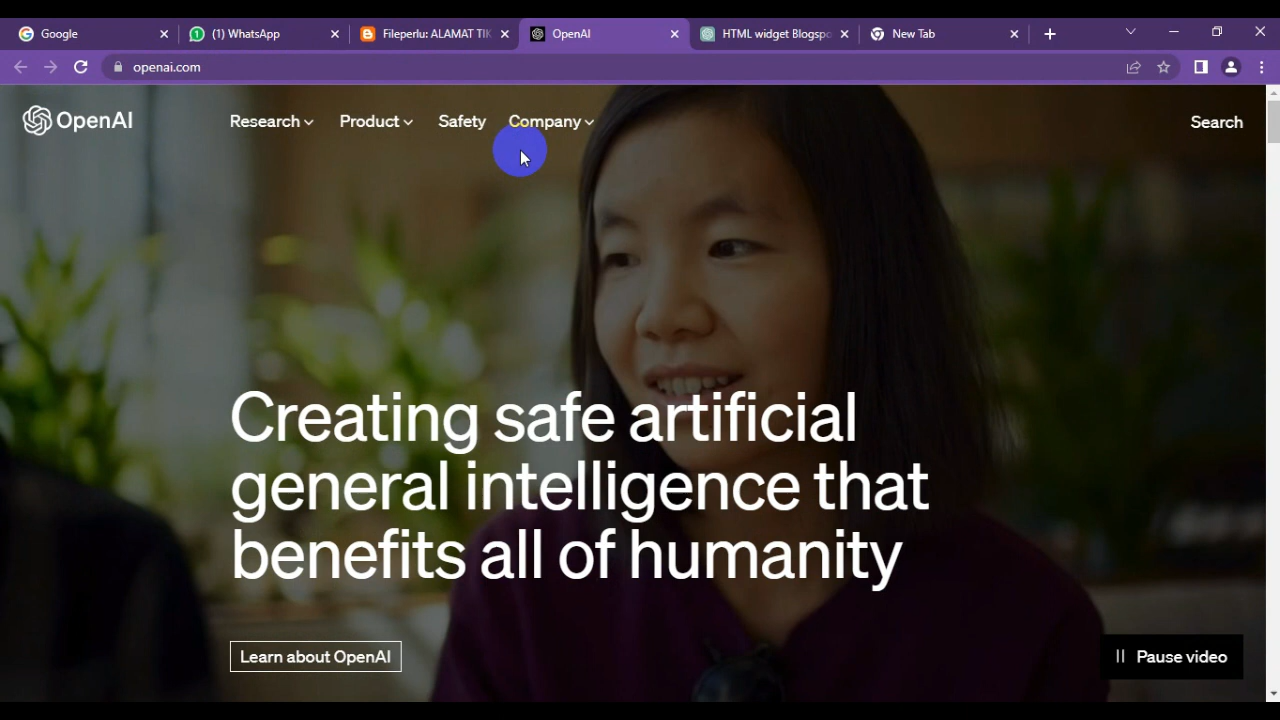 Google
(1) WhatsApp
Fileperlu: ALAMAT TIK
OpenAI
HTML widget Blogspo
New Tab
openai.com
OpenAI
Research
Product
Safety
Company
Search
Creating safe artificial
general intelligence that
benefits all of humanity
Learn about OpenAI
Pause video